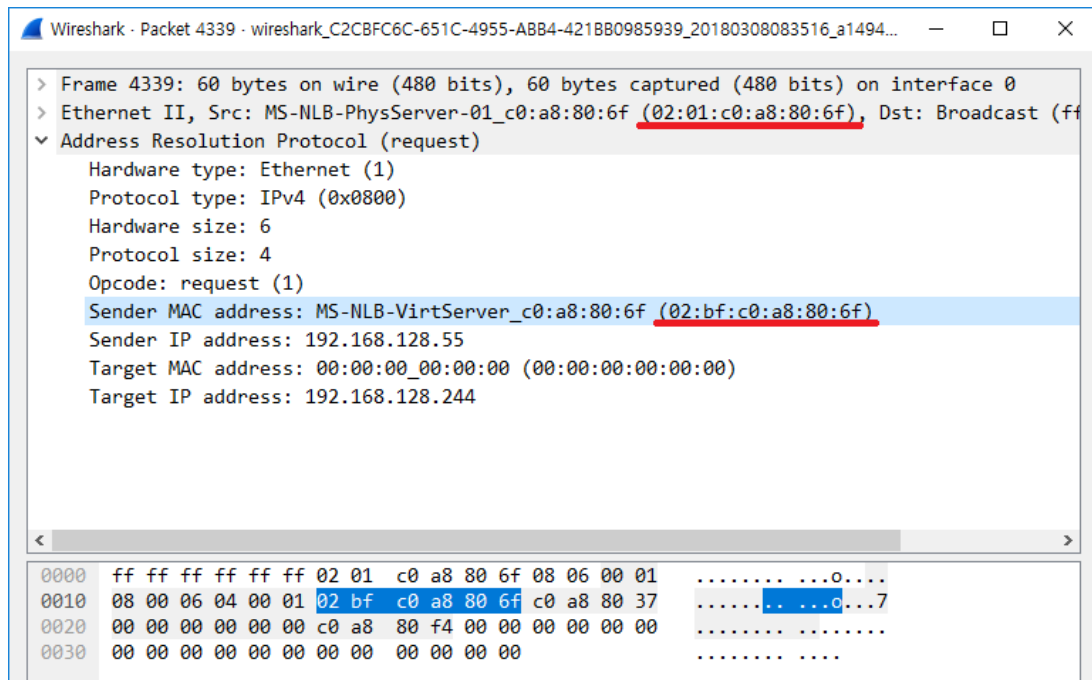 Wireshark · Packet 4339 · wireshark_C2CBFC6C-651C-4955-ABB4-421BB0985939_20180308083516_a1494...
> Frame 4339: 60 bytes on wire (480 bits), 60 bytes captured (480 bits) on interface 0
> Ethernet II, Src: MS-NLB-PhysServer-01_c0:a8:80:6f (02:01:c0:a8:80:6f), Dst: Broadcast (ff
Address Resolution Protocol (request)
Hardware type: Ethernet (1)
Protocol type: IPv4 (0x0800)
Hardware size: 6
Protocol size: 4
Opcode: request (1)
Sender MAC address: MS-NLB-VirtServer_c0:a8:80:6f (02:bf:c0:a8:80:6f)
Sender IP address: 192.168.128.55
Target MAC address: 00:00:00_00:00:00 (00:00:00:00:00:00)
Target IP address: 192.168.128.244
0000 ff ff ff ff ff ff 02 01 c0 a8 80 6f 08 06 00 01 ........ ...o....
0010 08 00 06 04 00 01 02 bf c0 a8 80 6f c0 a8 80 37 ........ ...o...7
0020 00 00 00 00 00 00 c0 a8 80 f4 00 00 00 00 00 00 ........ ........
0030 00 00 00 00 00 00 00 00 00 00 00 00 ........ ....